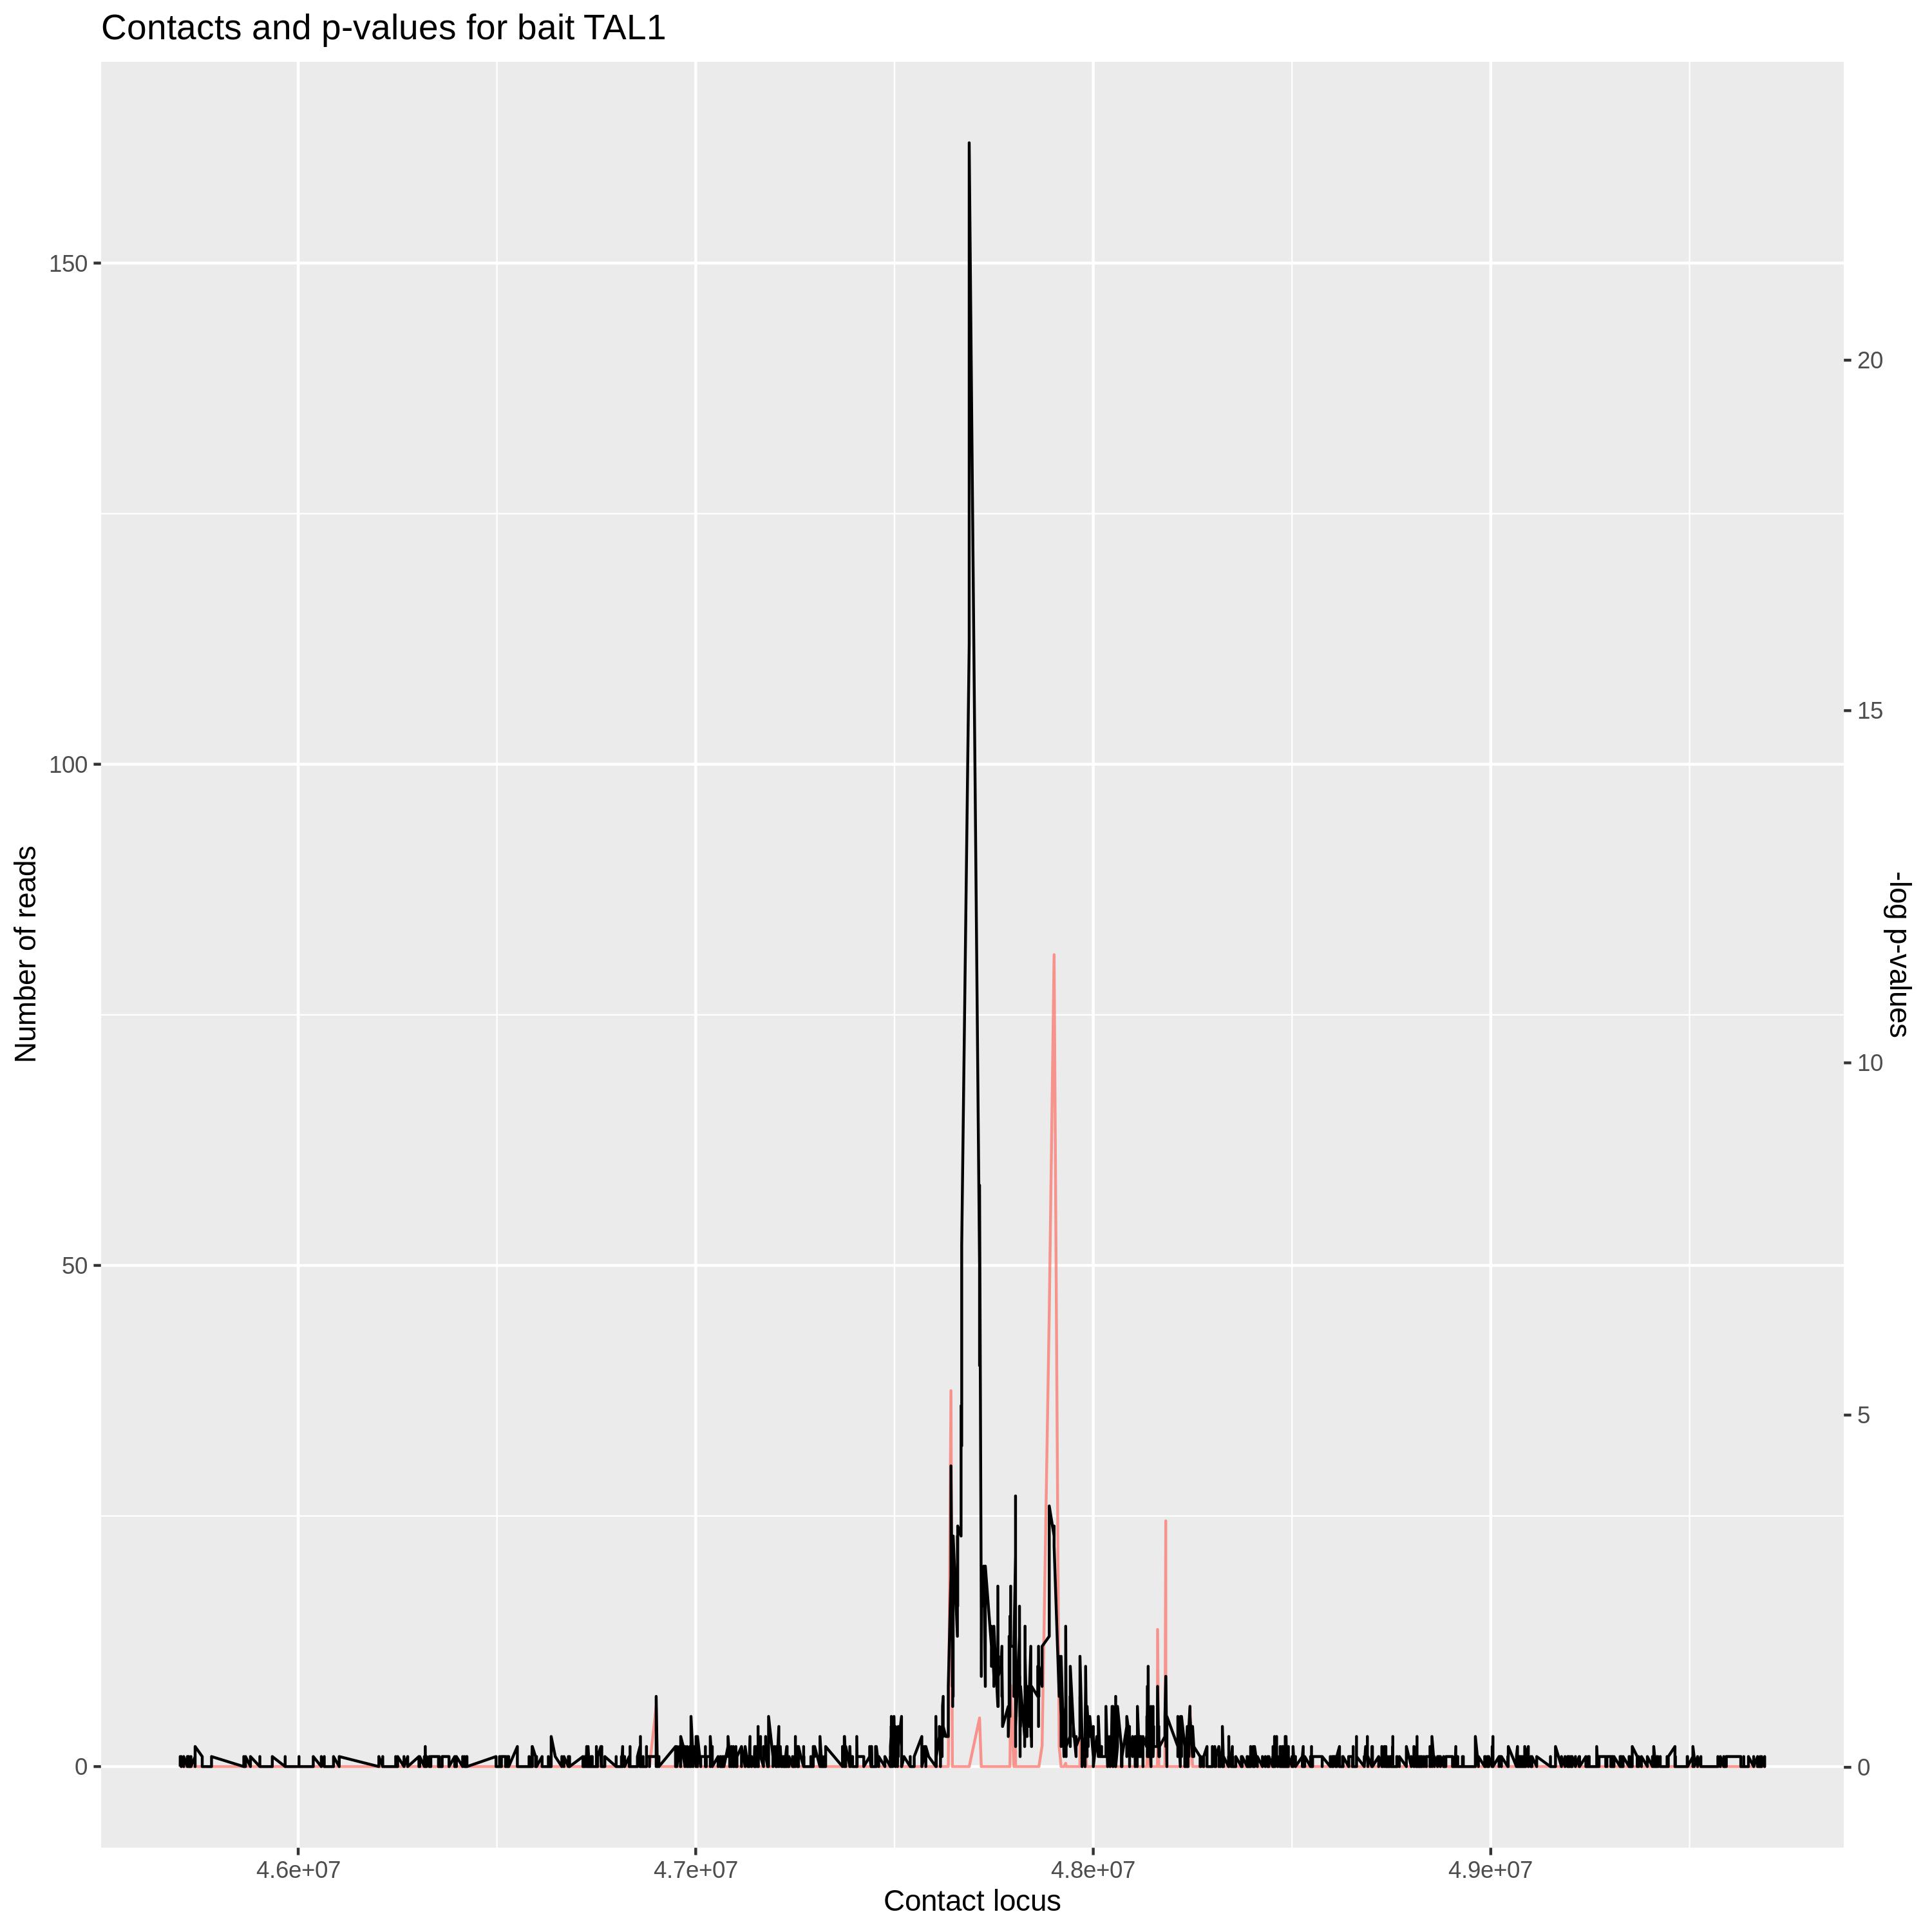 Contacts and p-values for bait TAL1
150
100
50
0
Number of reads
20
15
10
5
0
-log p-values
4.6e+07
4.7e+07
4.8e+07
4.9e+07
Contact locus